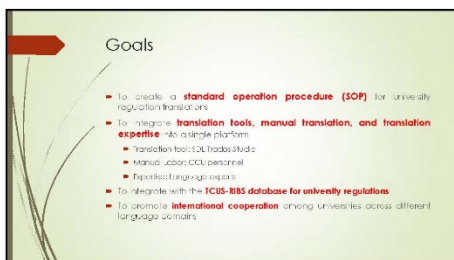 Goals
To create a standard operation procedure (SOP) for university
regulation translations
To integrate translation tools, manual translation, and translation
expertise into a single platform
Translation tool: SDL Trados Studio
Manual Labor: CCU personnel
Expertise: Language experts
To integrate with the TCUS-RIBS database for university regulations
To promote international cooperation among universities across different
language domains